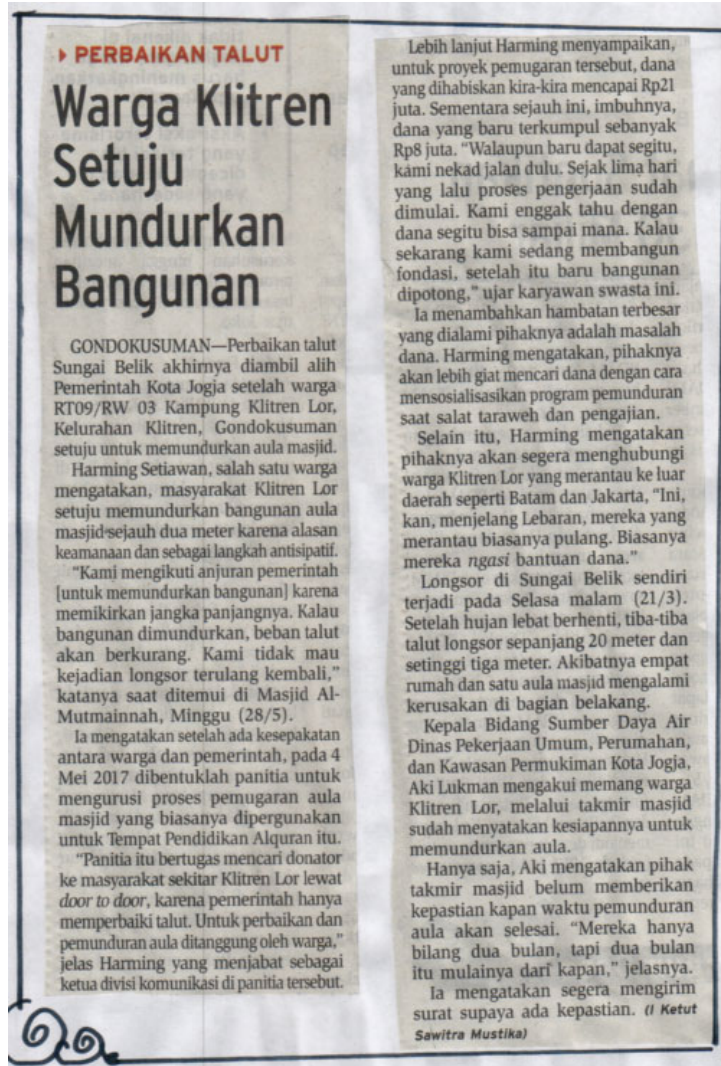 PERBAIKAN TALUT
Warga Klitren
Setuju
Mundurkan
Bangunan
GONDOKUSUMAN—Perbaikan talut
Sungai Belik akhirnya diambil alih
Pemerintah Kota Jogja setelah warga
RT09/RW 03 Kampung Klitren Lor,
Kelurahan Klitren, Gondokusuman
setuju untuk memundurkan aula masjid.
Harming Setiawan, salah satu warga
mengatakan, masyarakat Klitren Lor
setuju memundurkan bangunan aula
masjid sejauh dua meter karena alasan
keamanaan dan sebagai langkah antisipatif.
"Kami mengikuti anjuran pemerintah
[untuk memundurkan bangunan] karena
memikirkan jangka panjangnya. Kalau
bangunan dimundurkan, beban talut
akan berkurang. Kami tidak mau
kejadian longsor terulang kembali,"
katanya saat ditemui di Masjid Al-
Mutmainnah, Minggu (28/5).
Ia mengatakan setelah ada kesepakatan
antara warga dan pemerintah, pada 4
Mei 2017 dibentuklah panitia untuk
mengurusi proses pemugaran aula
masjid yang biasanya dipergunakan
untuk Tempat Pendidikan Alquran itu.
"Panitia itu bertugas mencari donator
ke masyarakat sekitar Klitren Lor lewat
door to door, karena pemerintah hanya
memperbaiki talut. Untuk perbaikan dan
pemunduran aula ditanggung oleh warga,"
jelas Harming yang menjabat sebagai
ketua divisi komunikasi di panitia tersebut.
Lebih lanjut Harming menyampaikan,
untuk proyek pemugaran tersebut, dana
yang dihabiskan kira-kira mencapai Rp21
juta. Sementara sejauh ini, imbuhnya,
dana yang baru terkumpul sebanyak
Rp8 juta. "Walaupun baru dapat segitu,
kami nekad jalan dulu. Sejak lima hari
yang lalu proses pengerjaan sudah
dimulai. Kami enggak tahu dengan
dana segitu bisa sampai mana. Kalau
sekarang kami sedang membangun
fondasi, setelah itu baru bangunan
dipotong," ujar karyawan swasta ini.
Ia menambahkan hambatan terbesar
yang dialami pihaknya adalah masalah
dana. Harming mengatakan, pihaknya
akan lebih giat mencari dana dengan cara
mensosialisasikan program pemunduran
saat salat taraweh dan pengajian.
Selain itu, Harming mengatakan
pihaknya akan segera menghubungi
warga Klitren Lor yang merantau ke luar
daerah seperti Batam dan Jakarta, "Ini,
kan, menjelang Lebaran, mereka yang
merantau biasanya pulang. Biasanya
mereka ngasi bantuan dana."
Longsor di Sungai Belik sendiri
terjadi pada Selasa malam (21/3).
Setelah hujan lebat berhenti, tiba-tiba
talut longsor sepanjang 20 meter dan
setinggi tiga meter. Akibatnya empat
rumah dan satu aula masjid mengalami
kerusakan di bagian belakang.
Kepala Bidang Sumber Daya Air
Dinas Pekerjaan Umum, Perumahan,
dan Kawasan Permukiman Kota Jogja,
Aki Lukman mengakui memang warga
Klitren Lor, melalui takmir masjid
sudah menyatakan kesiapannya untuk
memundurkan aula.
Hanya saja, Aki mengatakan pihak
takmir masjid belum memberikan
kepastian kapan waktu pemunduran
aula akan selesai. "Mereka hanya
bilang dua bulan, tapi dua bulan
itu mulainya dari kapan," jelasnya.
Ia mengatakan segera mengirim
surat supaya ada kepastian. (I Ketut
Sawitra Mustika)